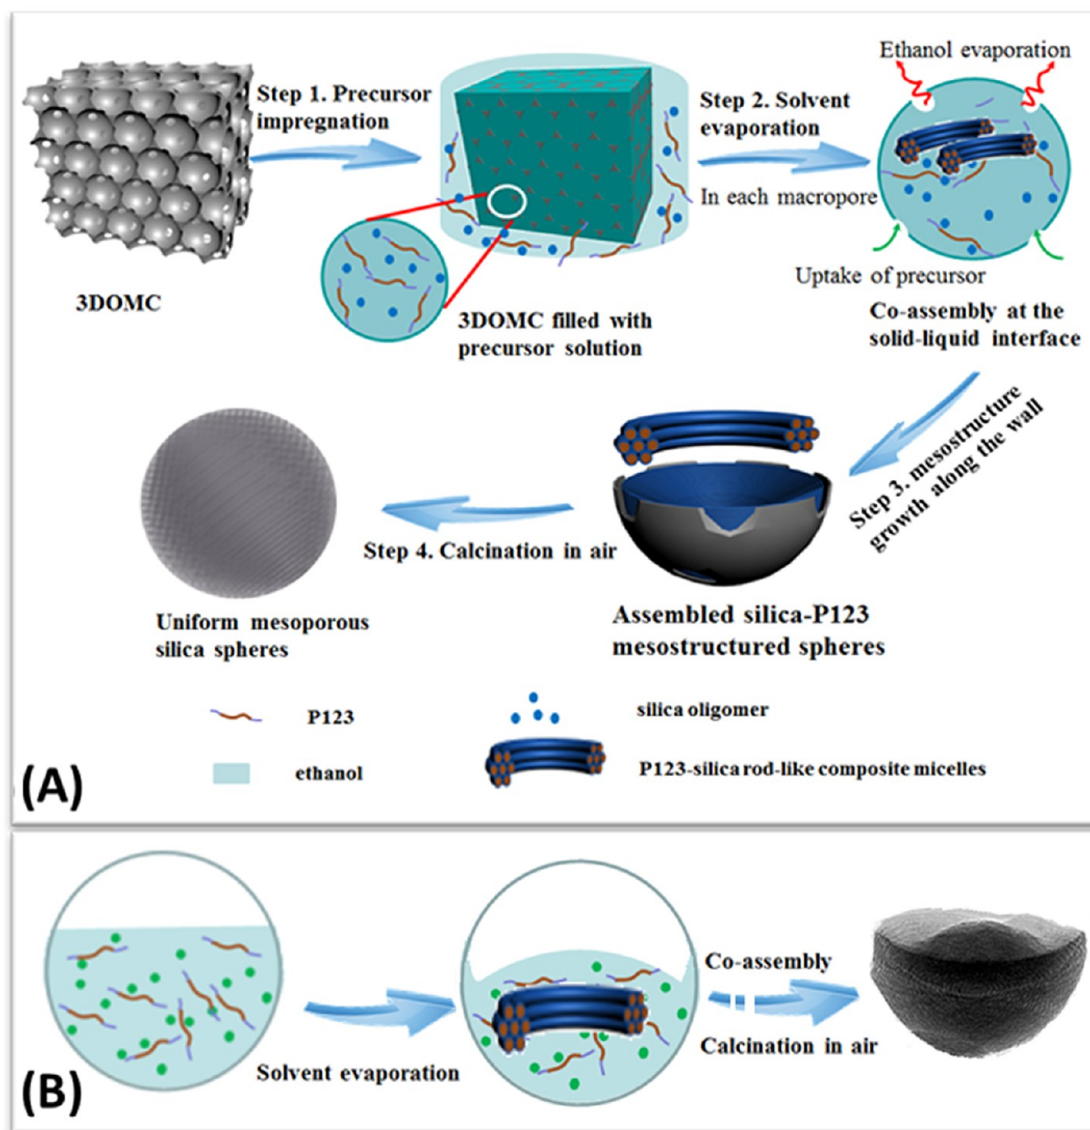 Ethanol evaporation
Step 1. Precursor
impregnation
Step 2. Solvent
evaporation
In each macropore
Uptake of precursor
3DOMC
3DOMC filled with
precursor solution
Co-assembly at the
solid-liquid interface
Step 3. mesostructure
growth along the wall
Step 4. Calcination in air
Uniform mesoporous
silica spheres
Assembled silica-P123
mesostructured spheres
P123
silica oligomer
ethanol
P123-silica rod-like composite micelles
(A)
Solvent evaporation
Co-assembly
Calcination in air
(B)